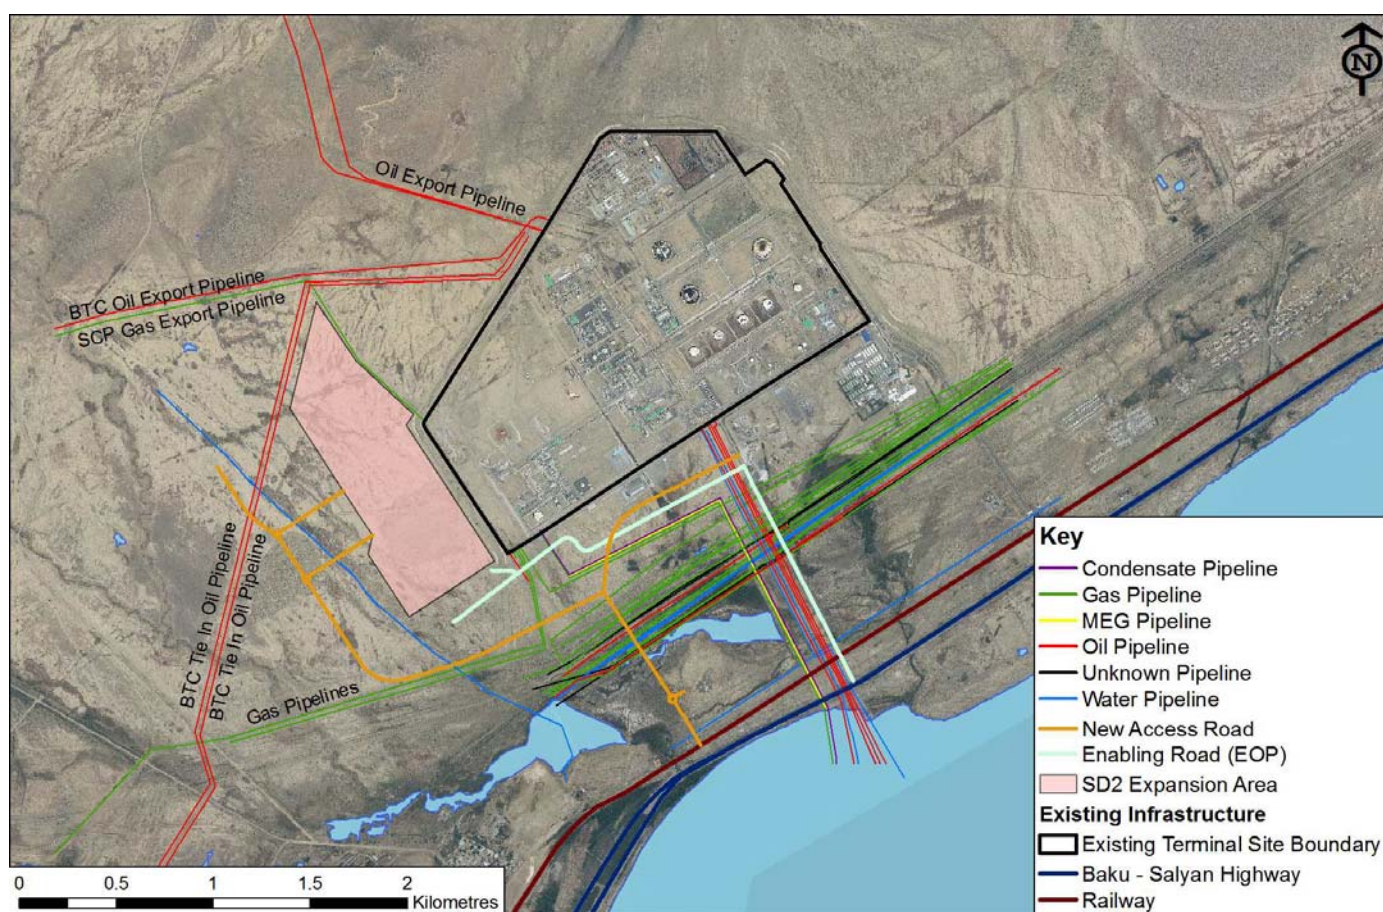 N
Oil Export Pipeline
BTC Oil Export Pipeline
SCP Gas Export Pipeline
BTC Tie In Oil Pipeline
BTC Tie In Oil Pipeline
Gas Pipelines
Key
Condensate Pipeline
Gas Pipeline
MEG Pipeline
Oil Pipeline
Unknown Pipeline
Water Pipeline
New Access Road
Enabling Road (EOP)
SD2 Expansion Area
Existing Infrastructure
Existing Terminal Site Boundary
Baku - Salyan Highway
Railway
0 0.5 1 1.5 2
Kilometres